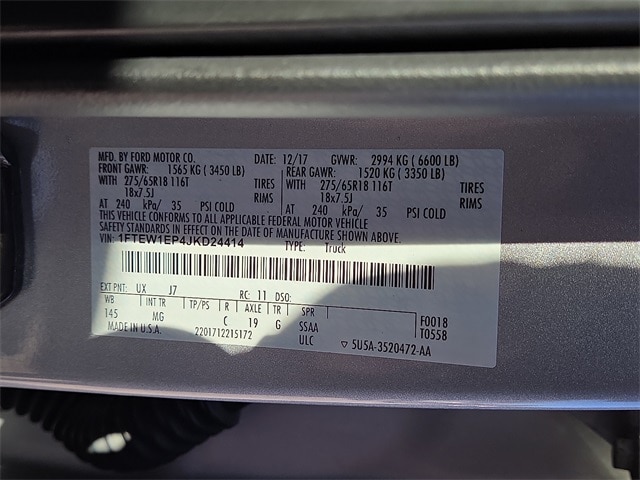 MFD. BY FORD MOTOR CO. DATE: 12/17 GVWR: 2994 KG ( 6600 LB)
FRONT GAWR: 1565 KG ( 3450 LB) REAR GAWR: 1520 KG ( 3350 LB)
WITH 275/65R18 116T TIRES WITH 275/65R18 116T TIRES
18x7.5J RIMS 18x7.5J RIMS
AT 240 kPa/ 35 PSI COLD AT 240 kPa/ 35 PSI COLD
THIS VEHICLE CONFORMS TO ALL APPLICABLE FEDERAL MOTOR VEHICLE
SAFETY STANDARDS IN EFFECT ON THE DATE OF MANUFACTURE SHOWN ABOVE.
VIN: 1FTEW1EP4JKD24414 TYPE: Truck
EXT PNT: UX J7 RC: 11 DSO:
WB INT TR TP/PS R AXLE TR SPR
145 MG C 19 G SSAA F0018
MADE IN U.S.A. 2201712215172 ULC T0558
▽ 5U5A-3520472-AA